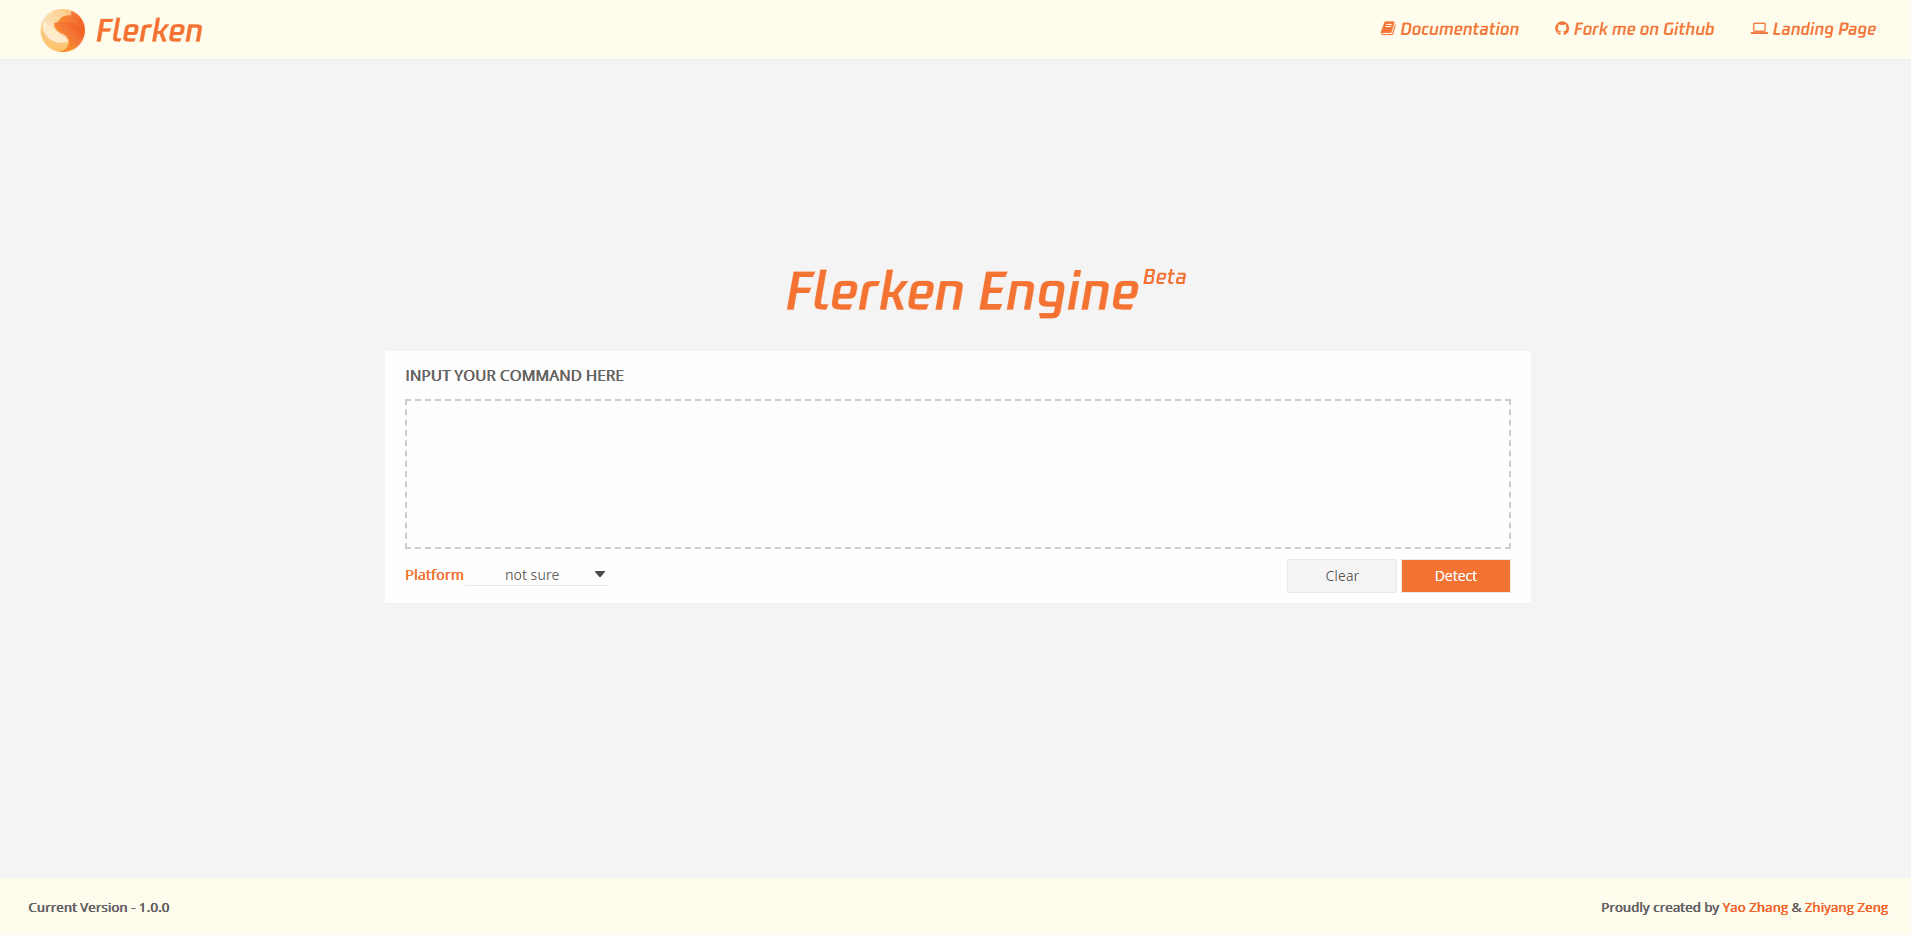 Flerken
Documentation
Fork me on Github
Landing Page
Flerken Engine Beta
INPUT YOUR COMMAND HERE
Platform not sure
Clear
Detect
Current Version - 1.0.0
Proudly created by Yao Zhang & Zhiyang Zeng